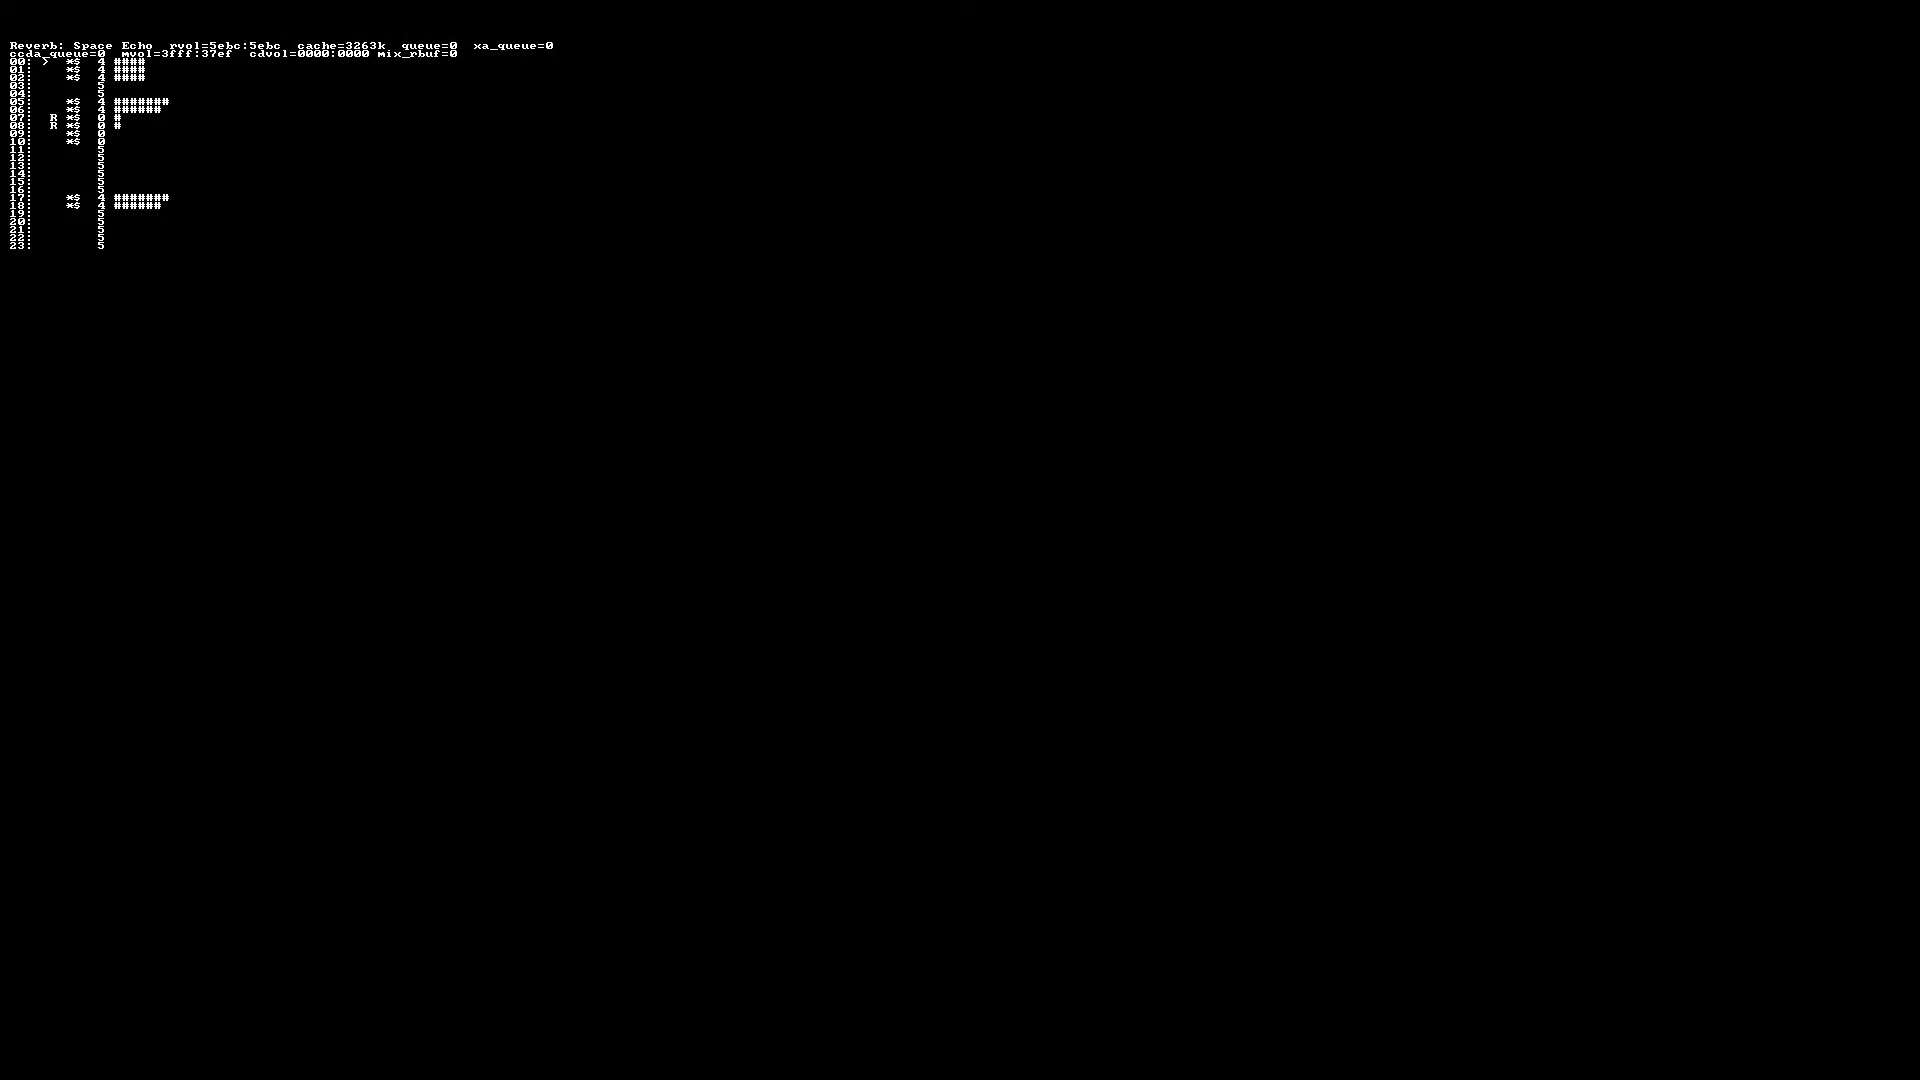 Reverb: Space Echo  rvol=5ebc:5ebc  cache=3263k  queue=0  xa_queue=0
ccda_queue=0  mvol=3fff:37ef  cdvol=0000:0000 mix_rbuf=0
00: >  *$  4 ####
01:    *$  4 ####
02:    *$  4 ####
03:        5
04:        5
05:    *$  4 #######
06:    *$  4 ######
07:  R *$  0 #
08:  R *$  0 #
09:    *$  0
10:    *$  0
11:        5
12:        5
13:        5
14:        5
15:        5
16:        5
17:    *$  4 #######
18:    *$  4 ######
19:        5
20:        5
21:        5
22:        5
23:        5